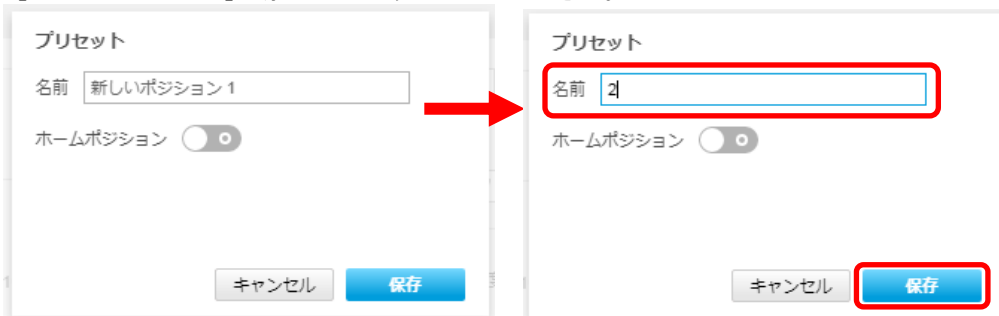 プリセット
名前 新しいポジション 1
ホームポジション
キャンセル 保存
プリセット
名前 2
ホームポジション
キャンセル 保存